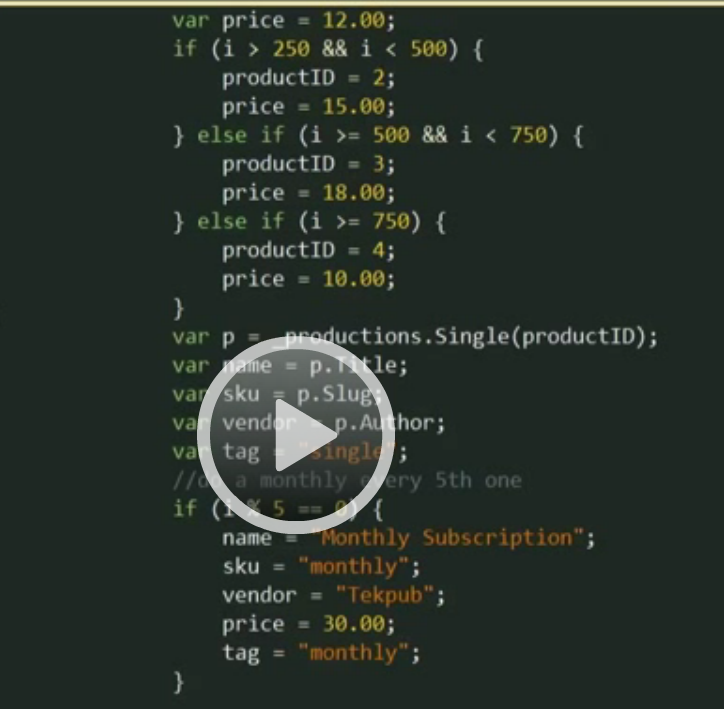 var price = 12.00;
if (i > 250 && i < 500) {
productID = 2;
price = 15.00;
} else if (i >= 500 && i < 750) {
productID = 3;
price = 18.00;
} else if (i >= 750) {
productID = 4;
price = 10.00;
}
var p = _productions.Single(productID);
var name = p.Title;
var sku = p.Slug;
var vendor = p.Author;
var tag = "single";
//do a monthly every 5th one
if (i % 5 == 0) {
name = "Monthly Subscription";
sku = "monthly";
vendor = "Tekpub";
price = 30.00;
tag = "monthly";
}